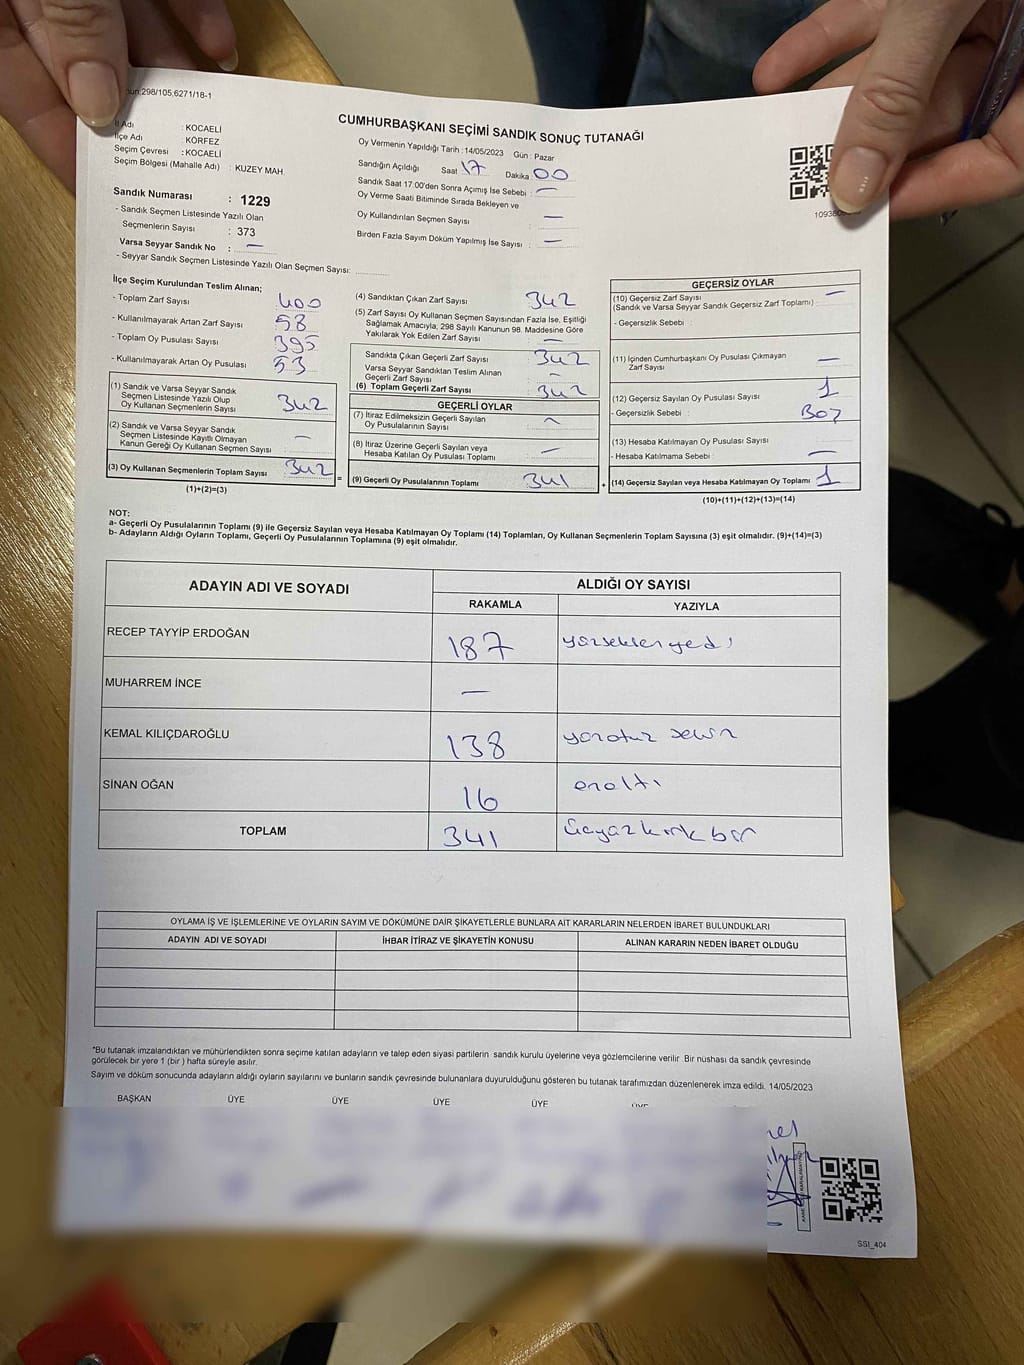 298/105,6271/18-1
CUMHURBAŞKANI SEÇİMİ SANDIK SONUÇ TUTANAĞI
İl Adı : KOCAELİ
İlçe Adı : KÖRFEZ
Seçim Çevresi : KOCAELİ
Seçim Bölgesi (Mahalle Adı) : KUZEY MAH.
Sandık Numarası : 1229
- Sandık Seçmen Listesinde Yazılı Olan
Seçmenlerin Sayısı : 373
Varsa Seyyar Sandık No : —
- Seyyar Sandık Seçmen Listesinde Yazılı Olan Seçmen Sayısı:
Oy Vermenin Yapıldığı Tarih : 14/05/2023 Gün : Pazar
Sandığın Açıldığı Saat 17 Dakika 00
Sandık Saat 17:00'den Sonra Açımış İse Sebebi : —
Oy Verme Saati Bitiminde Sırada Bekleyen ve
Oy Kullandırılan Seçmen Sayısı —
Birden Fazla Sayım Döküm Yapılmış İse Sayısı : —
İlçe Seçim Kurulundan Teslim Alınan;
- Toplam Zarf Sayısı 400
- Kullanılmayarak Artan Zarf Sayısı 58
- Toplam Oy Pusulası Sayısı 395
- Kullanılmayarak Artan Oy Pusulası 53
(1) Sandık ve Varsa Seyyar Sandık
Seçmen Listesinde Yazılı Olup
Oy Kullanan Seçmenlerin Sayısı 342
(2) Sandık ve Varsa Seyyar Sandık
Seçmen Listesinde Kayıtlı Olmayan
Kanun Gereği Oy Kullanan Seçmen Sayısı —
(3) Oy Kullanan Seçmenlerin Toplam Sayısı 342 =
(1)+(2)=(3)
(4) Sandıktan Çıkan Zarf Sayısı 342
(5) Zarf Sayısı Oy Kullanan Seçmen Sayısından Fazla İse, Eşitliği
Sağlamak Amacıyla; 298 Sayılı Kanunun 98. Maddesine Göre
Yakılarak Yok Edilen Zarf Sayısı : —
Sandıkta Çıkan Geçerli Zarf Sayısı 342
Varsa Seyyar Sandıktan Teslim Alınan
Geçerli Zarf Sayısı —
(6) Toplam Geçerli Zarf Sayısı 342
GEÇERLİ OYLAR
(7) İtiraz Edilmeksizin Geçerli Sayılan
Oy Pusulalarının Sayısı —
(8) İtiraz Üzerine Geçerli Sayılan veya
Hesaba Katılan Oy Pusulası Toplamı —
(9) Geçerli Oy Pusulalarının Toplamı 341 +
GEÇERSİZ OYLAR
(10) Geçersiz Zarf Sayısı —
(Sandık ve Varsa Seyyar Sandık Geçersiz Zarf Toplamı)
- Geçersizlik Sebebi :
(11) İçinden Cumhurbaşkanı Oy Pusulası Çıkmayan
Zarf Sayısı —
(12) Geçersiz Sayılan Oy Pusulası Sayısı 1
- Geçersizlik Sebebi :
(13) Hesaba Katılmayan Oy Pusulası Sayısı
- Hesaba Katılmama Sebebi : —
(14) Geçersiz Sayılan veya Hesaba Katılmayan Oy Toplamı 1
(10)+(11)+(12)+(13)=(14)
NOT:
a- Geçerli Oy Pusulalarının Toplamı (9) ile Geçersiz Sayılan veya Hesaba Katılmayan Oy Toplamı (14) Toplamları, Oy Kullanan Seçmenlerin Toplam Sayısına (3) eşit olmalıdır. (9)+(14)=(3)
b- Adayların Aldığı Oyların Toplamı, Geçerli Oy Pusulalarının Toplamına (9) eşit olmalıdır.
ADAYIN ADI VE SOYADI ALDIĞI OY SAYISI
RAKAMLA YAZIYLA
RECEP TAYYİP ERDOĞAN 187 yüzseksenyedi
MUHARREM İNCE —
KEMAL KILIÇDAROĞLU 138 yüzotuz sekiz
SİNAN OĞAN 16 onaltı
TOPLAM 341 üçyüzkırk bir
OYLAMA İŞ VE İŞLEMLERİNE VE OYLARIN SAYIM VE DÖKÜMÜNE DAİR ŞİKAYETLERLE BUNLARA AİT KARARLARIN NELERDEN İBARET BULUNDUKLARI
ADAYIN ADI VE SOYADI İHBAR İTİRAZ VE ŞİKAYETİN KONUSU ALINAN KARARIN NEDEN İBARET OLDUĞU
*Bu tutanak imzalandıktan ve mühürlendikten sonra seçime katılan adayların ve talep eden siyasi partilerin sandık kurulu üyelerine veya gözlemcilerine verilir. Bir nüshası da sandık çevresinde
görülecek bir yere 1 (bir ) hafta süreyle asılır.
Sayım ve döküm sonucunda adayların aldığı oyların sayılarını ve bunların sandık çevresinde bulunanlara duyurulduğunu gösteren bu tutanak tarafımızdan düzenlenerek imza edildi. 14/05/2023
BAŞKAN ÜYE ÜYE ÜYE ÜYE
SSI_404